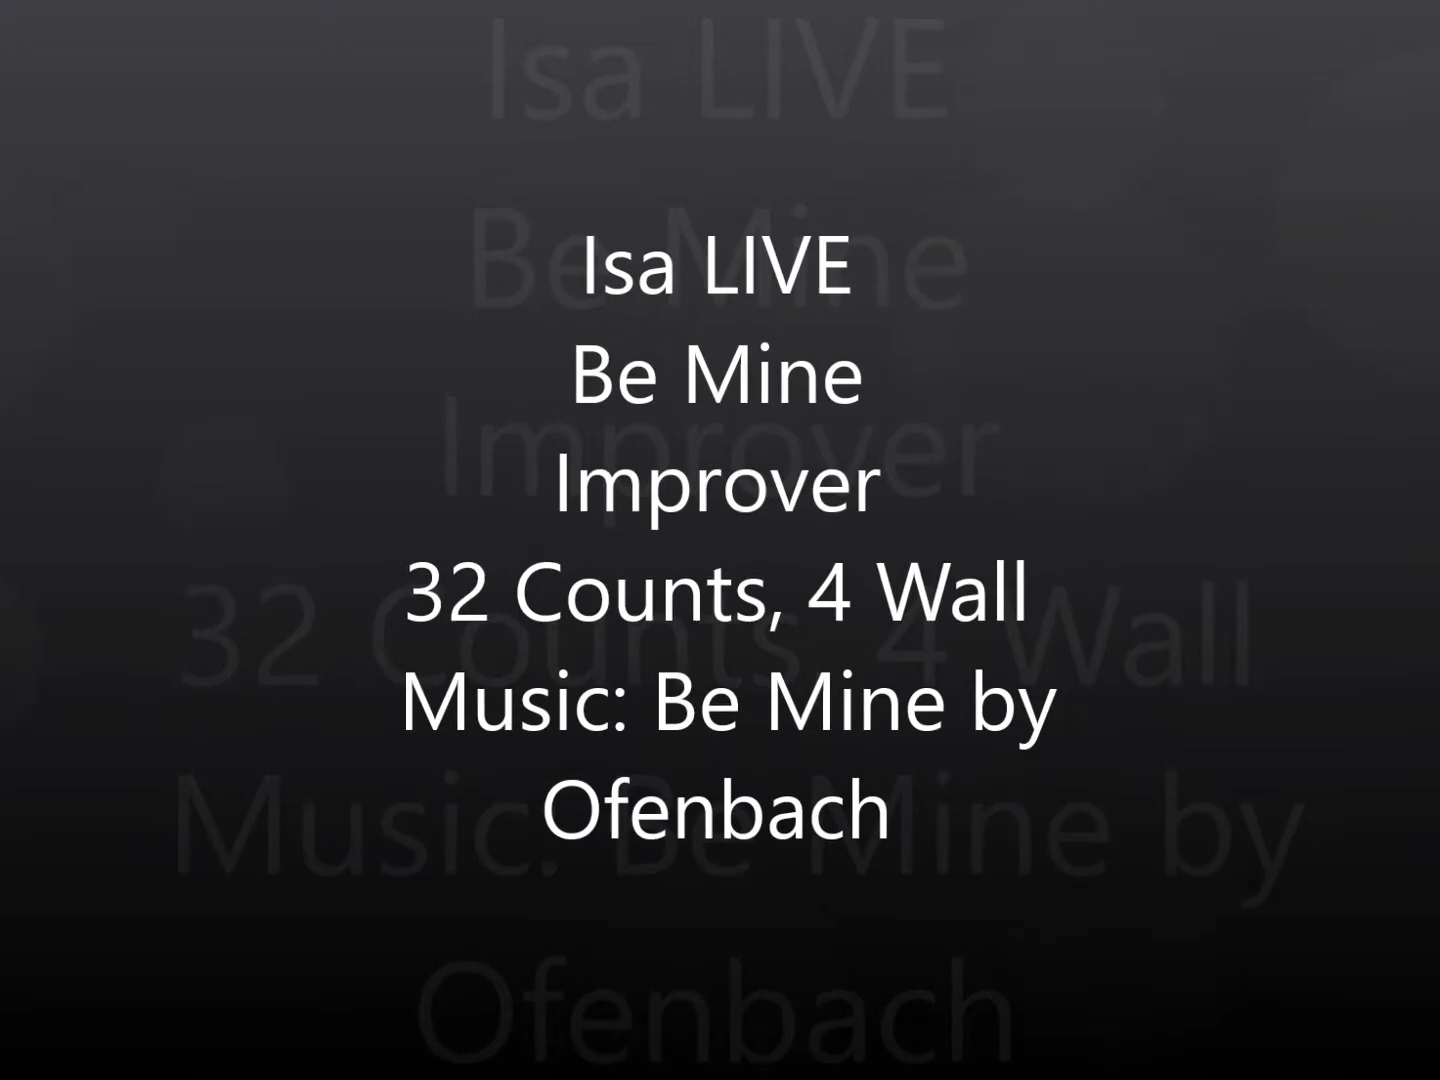 Isa LIVE
Be Mine
Improver
32 Counts, 4 Wall
Music: Be Mine by
Ofenbach